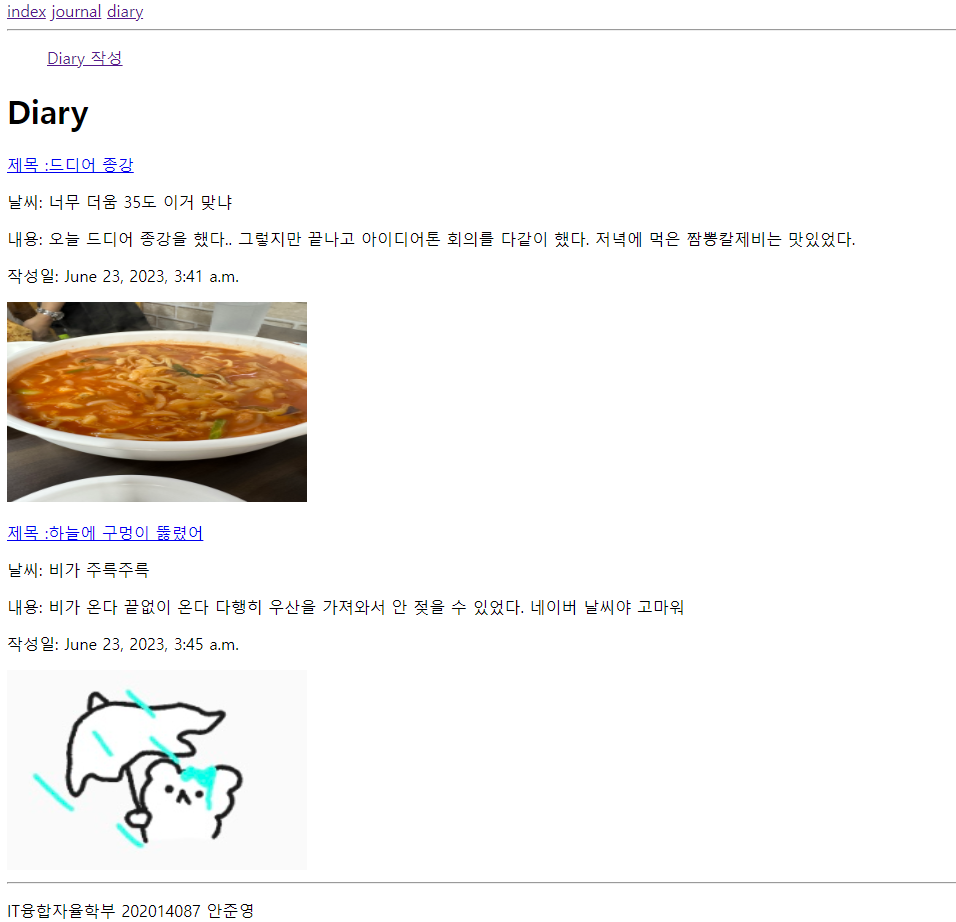 index journal diary
Diary 작성
Diary
제목 :드디어 종강
날씨: 너무 더움 35도 이거 맞냐
내용: 오늘 드디어 종강을 했다.. 그렇지만 끝나고 아이디어톤 회의를 다같이 했다. 저녁에 먹은 짬뽕칼제비는 맛있었다.
작성일: June 23, 2023, 3:41 a.m.
제목 :하늘에 구멍이 뚫렸어
날씨: 비가 주륵주륵
내용: 비가 온다 끝없이 온다 다행히 우산을 가져와서 안 젖을 수 있었다. 네이버 날씨야 고마워
작성일: June 23, 2023, 3:45 a.m.
IT융합자율학부 202014087 안준영